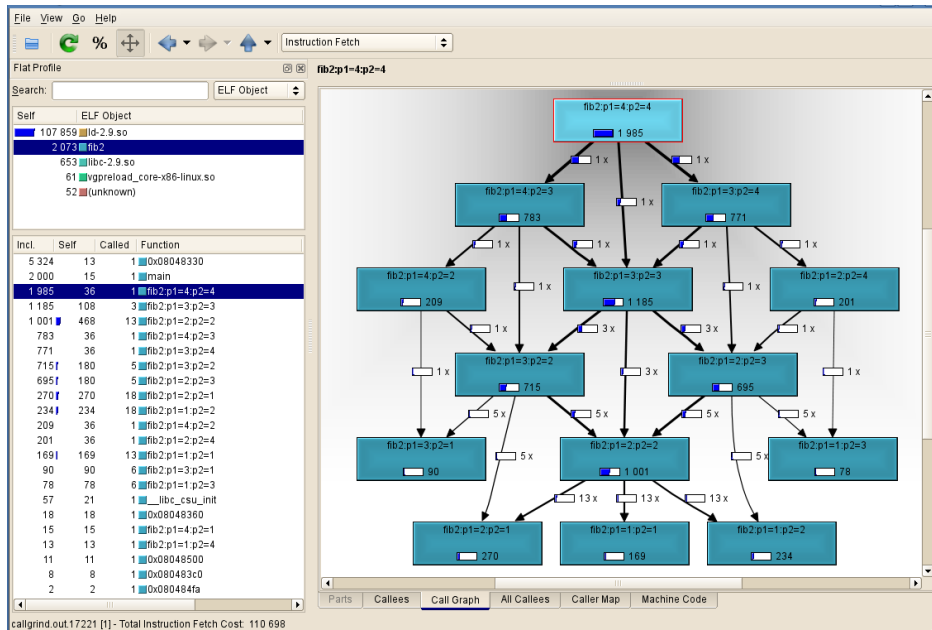 File View Go Help
% Instruction Fetch
Flat Profile
Search: ELF Object
Self ELF Object
107 859 ld-2.9.so
2 073 fib2
653 libc-2.9.so
61 vgpreload_core-x86-linux.so
52 (unknown)
Incl. Self Called Function
5 324 13 1 0x08048330
2 000 15 1 main
1 985 36 1 fib2:p1=4:p2=4
1 185 108 3 fib2:p1=3:p2=3
1 001 468 13 fib2:p1=2:p2=2
783 36 1 fib2:p1=4:p2=3
771 36 1 fib2:p1=3:p2=4
715 180 5 fib2:p1=3:p2=2
695 180 5 fib2:p1=2:p2=3
270 270 18 fib2:p1=2:p2=1
234 234 18 fib2:p1=1:p2=2
209 36 1 fib2:p1=4:p2=2
201 36 1 fib2:p1=2:p2=4
169 169 13 fib2:p1=1:p2=1
90 90 6 fib2:p1=3:p2=1
78 78 6 fib2:p1=1:p2=3
57 21 1 __libc_csu_init
18 18 1 0x08048360
15 15 1 fib2:p1=4:p2=1
13 13 1 fib2:p1=1:p2=4
11 11 1 0x08048500
8 8 1 0x080483c0
2 2 1 0x080484fa
fib2:p1=4:p2=4
fib2:p1=4:p2=4
1 985
1 x 1 x
1 x
fib2:p1=4:p2=3 fib2:p1=3:p2=4
783 771
1 x 1 x 1 x 1 x
1 x 1 x
fib2:p1=4:p2=2 fib2:p1=3:p2=3 fib2:p1=2:p2=4
209 1 185 201
1 x 3 x 3 x 1 x
fib2:p1=3:p2=2 fib2:p1=2:p2=3
1 x 3 x 1 x
715 695
5 x 5 x 5 x 5 x
fib2:p1=3:p2=1 fib2:p1=2:p2=2 fib2:p1=1:p2=3
5 x 5 x
90 1 001 78
13 x 13 x 13 x
fib2:p1=2:p2=1 fib2:p1=1:p2=1 fib2:p1=1:p2=2
270 169 234
Parts Callees Call Graph All Callees Caller Map Machine Code
callgrind.out.17221 [1] - Total Instruction Fetch Cost: 110 698